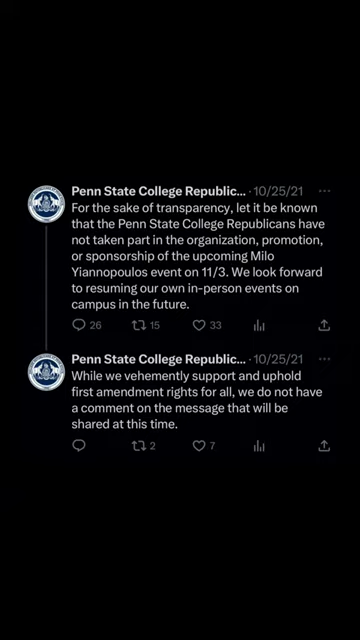 Penn State College Republic... · 10/25/21
For the sake of transparency, let it be known
that the Penn State College Republicans have
not taken part in the organization, promotion,
or sponsorship of the upcoming Milo
Yiannopoulos event on 11/3. We look forward
to resuming our own in-person events on
campus in the future.
26 15 33
Penn State College Republic... · 10/25/21
While we vehemently support and uphold
first amendment rights for all, we do not have
a comment on the message that will be
shared at this time.
2 7